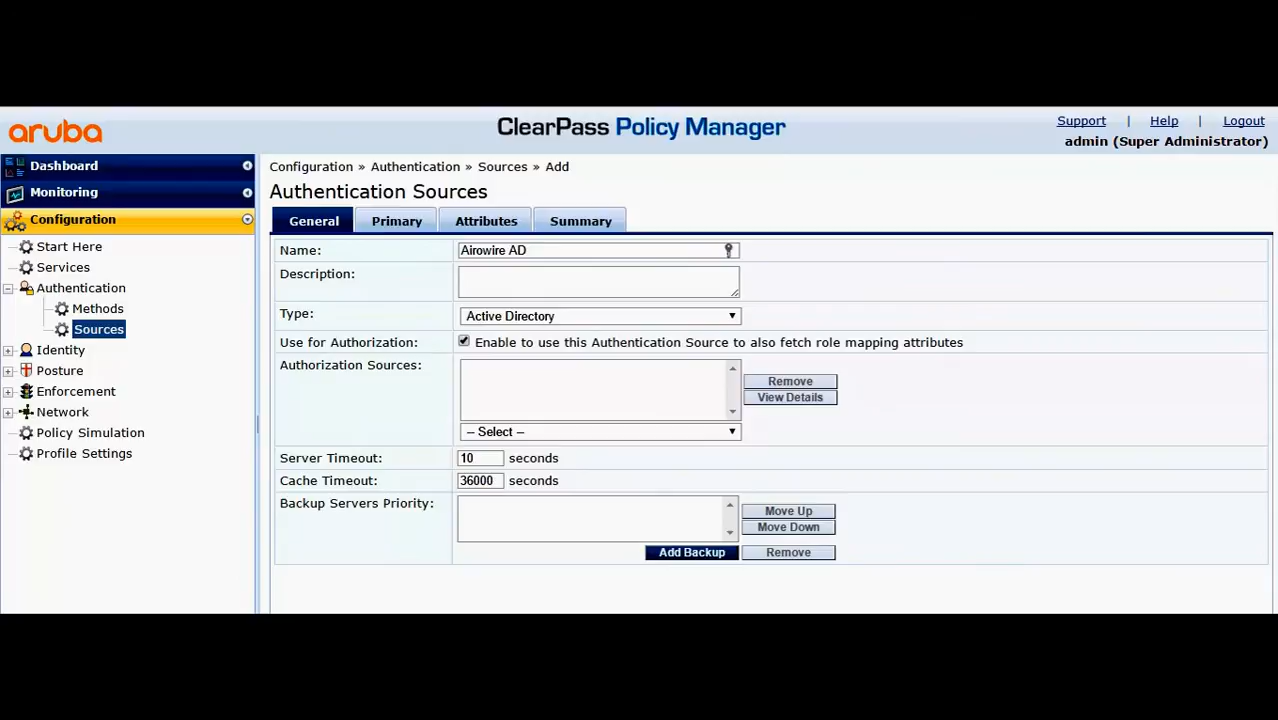 aruba
ClearPass Policy Manager
Support | Help | Logout
admin (Super Administrator)
Dashboard
Monitoring
Configuration
Start Here
Services
Authentication
Methods
Sources
Identity
Posture
Enforcement
Network
Policy Simulation
Profile Settings
Configuration » Authentication » Sources » Add
Authentication Sources
General Primary Attributes Summary
Name: Airowire AD
Description:
Type: Active Directory
Use for Authorization: Enable to use this Authentication Source to also fetch role mapping attributes
Authorization Sources:
Remove
View Details
-- Select --
Server Timeout: 10 seconds
Cache Timeout: 36000 seconds
Backup Servers Priority:
Move Up
Move Down
Add Backup Remove